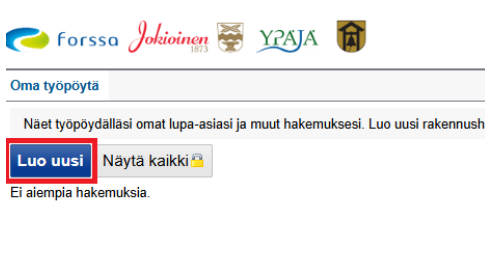 Forssa Jokioinen 1873 YPÄJÄ
Oma työpöytä
Näet työpöydälläsi omat lupa-asiasi ja muut hakemuksesi. Luo uusi rakennush
Luo uusi Näytä kaikki
Ei aiempia hakemuksia.